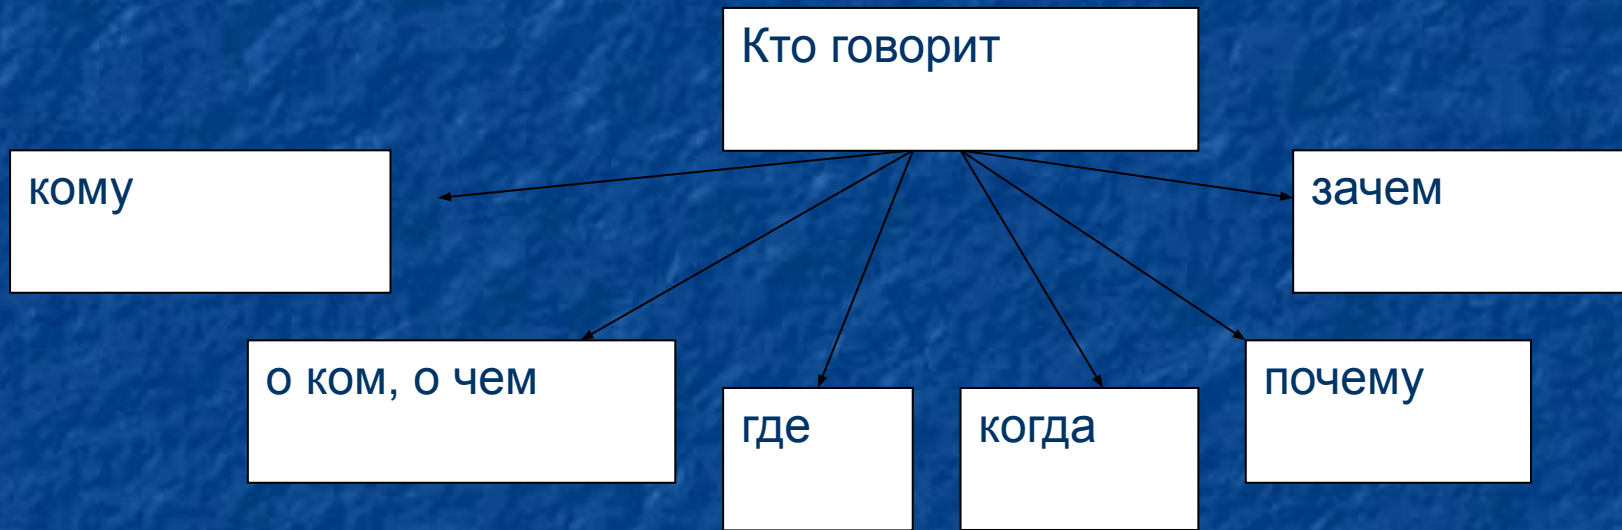 Кто говорит
кому
зачем
о ком, о чем
почему
где
когда